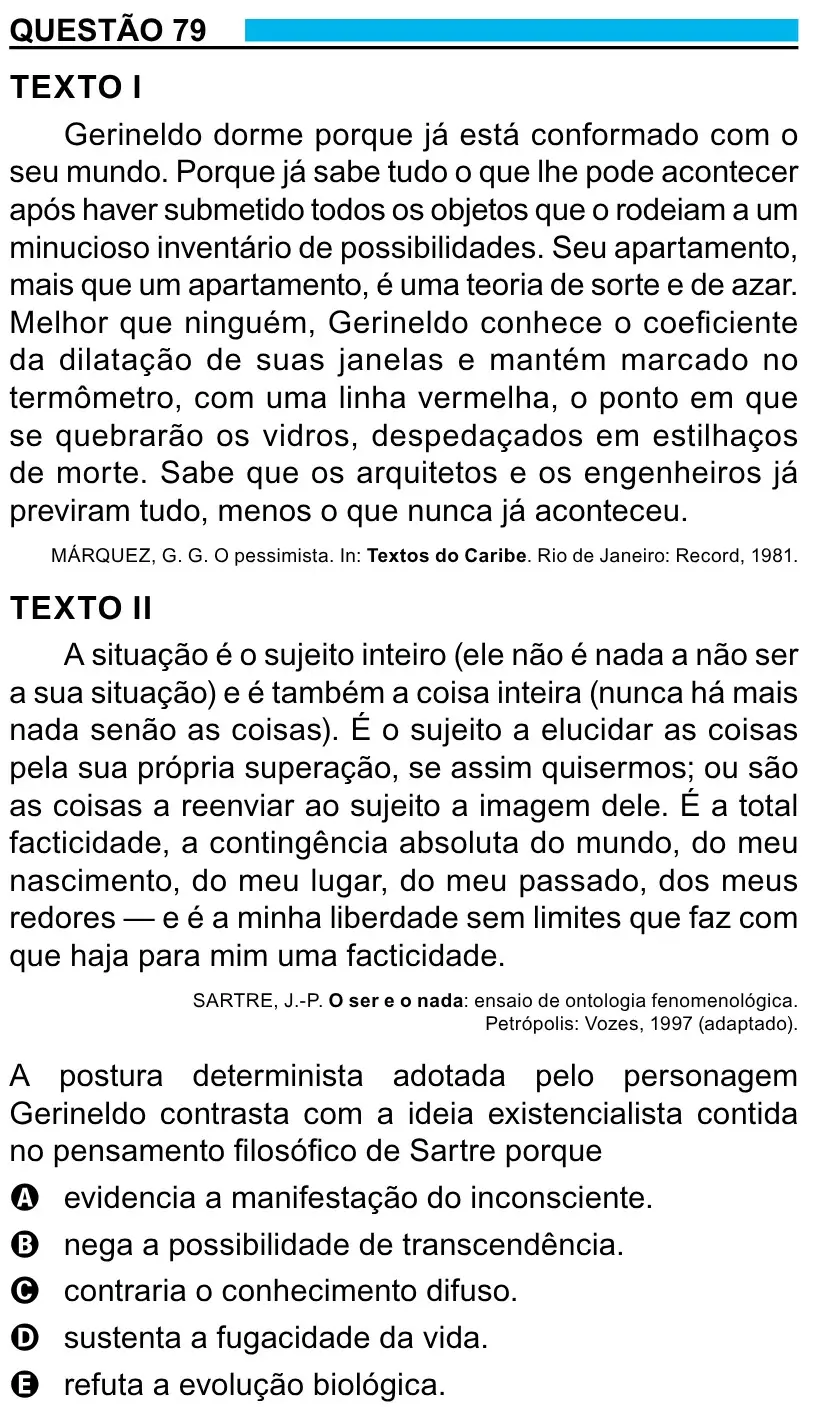 QUESTÃO 79
TEXTO I
Gerineldo dorme porque já está conformado com o
seu mundo. Porque já sabe tudo o que lhe pode acontecer
após haver submetido todos os objetos que o rodeiam a um
minucioso inventário de possibilidades. Seu apartamento,
mais que um apartamento, é uma teoria de sorte e de azar.
Melhor que ninguém, Gerineldo conhece o coeficiente
da dilatação de suas janelas e mantém marcado no
termômetro, com uma linha vermelha, o ponto em que
se quebrarão os vidros, despedaçados em estilhaços
de morte. Sabe que os arquitetos e os engenheiros já
previram tudo, menos o que nunca já aconteceu.
MÁRQUEZ, G. G. O pessimista. In: Textos do Caribe. Rio de Janeiro: Record, 1981.
TEXTO II
A situação é o sujeito inteiro (ele não é nada a não ser
a sua situação) e é também a coisa inteira (nunca há mais
nada senão as coisas). É o sujeito a elucidar as coisas
pela sua própria superação, se assim quisermos; ou são
as coisas a reenviar ao sujeito a imagem dele. É a total
facticidade, a contingência absoluta do mundo, do meu
nascimento, do meu lugar, do meu passado, dos meus
redores — e é a minha liberdade sem limites que faz com
que haja para mim uma facticidade.
SARTRE, J.-P. O ser e o nada: ensaio de ontologia fenomenológica.
Petrópolis: Vozes, 1997 (adaptado).
A postura determinista adotada pelo personagem
Gerineldo contrasta com a ideia existencialista contida
no pensamento filosófico de Sartre porque
A evidencia a manifestação do inconsciente.
B nega a possibilidade de transcendência.
C contraria o conhecimento difuso.
D sustenta a fugacidade da vida.
E refuta a evolução biológica.